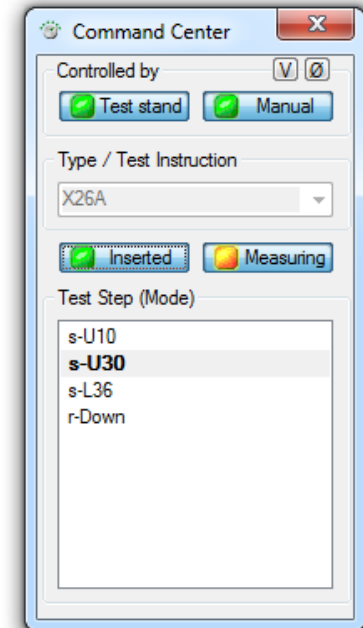 Command Center
Controlled by V Ø
Test stand Manual
Type / Test Instruction
X26A
Inserted Measuring
Test Step (Mode)
s-U10
s-U30
s-L36
r-Down